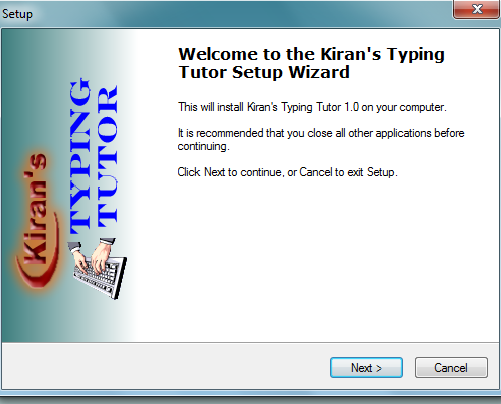 Setup
Kiran's
TYPING
TUTOR
Welcome to the Kiran's Typing
Tutor Setup Wizard
This will install Kiran's Typing Tutor 1.0 on your computer.
It is recommended that you close all other applications before
continuing.
Click Next to continue, or Cancel to exit Setup.
Next >
Cancel